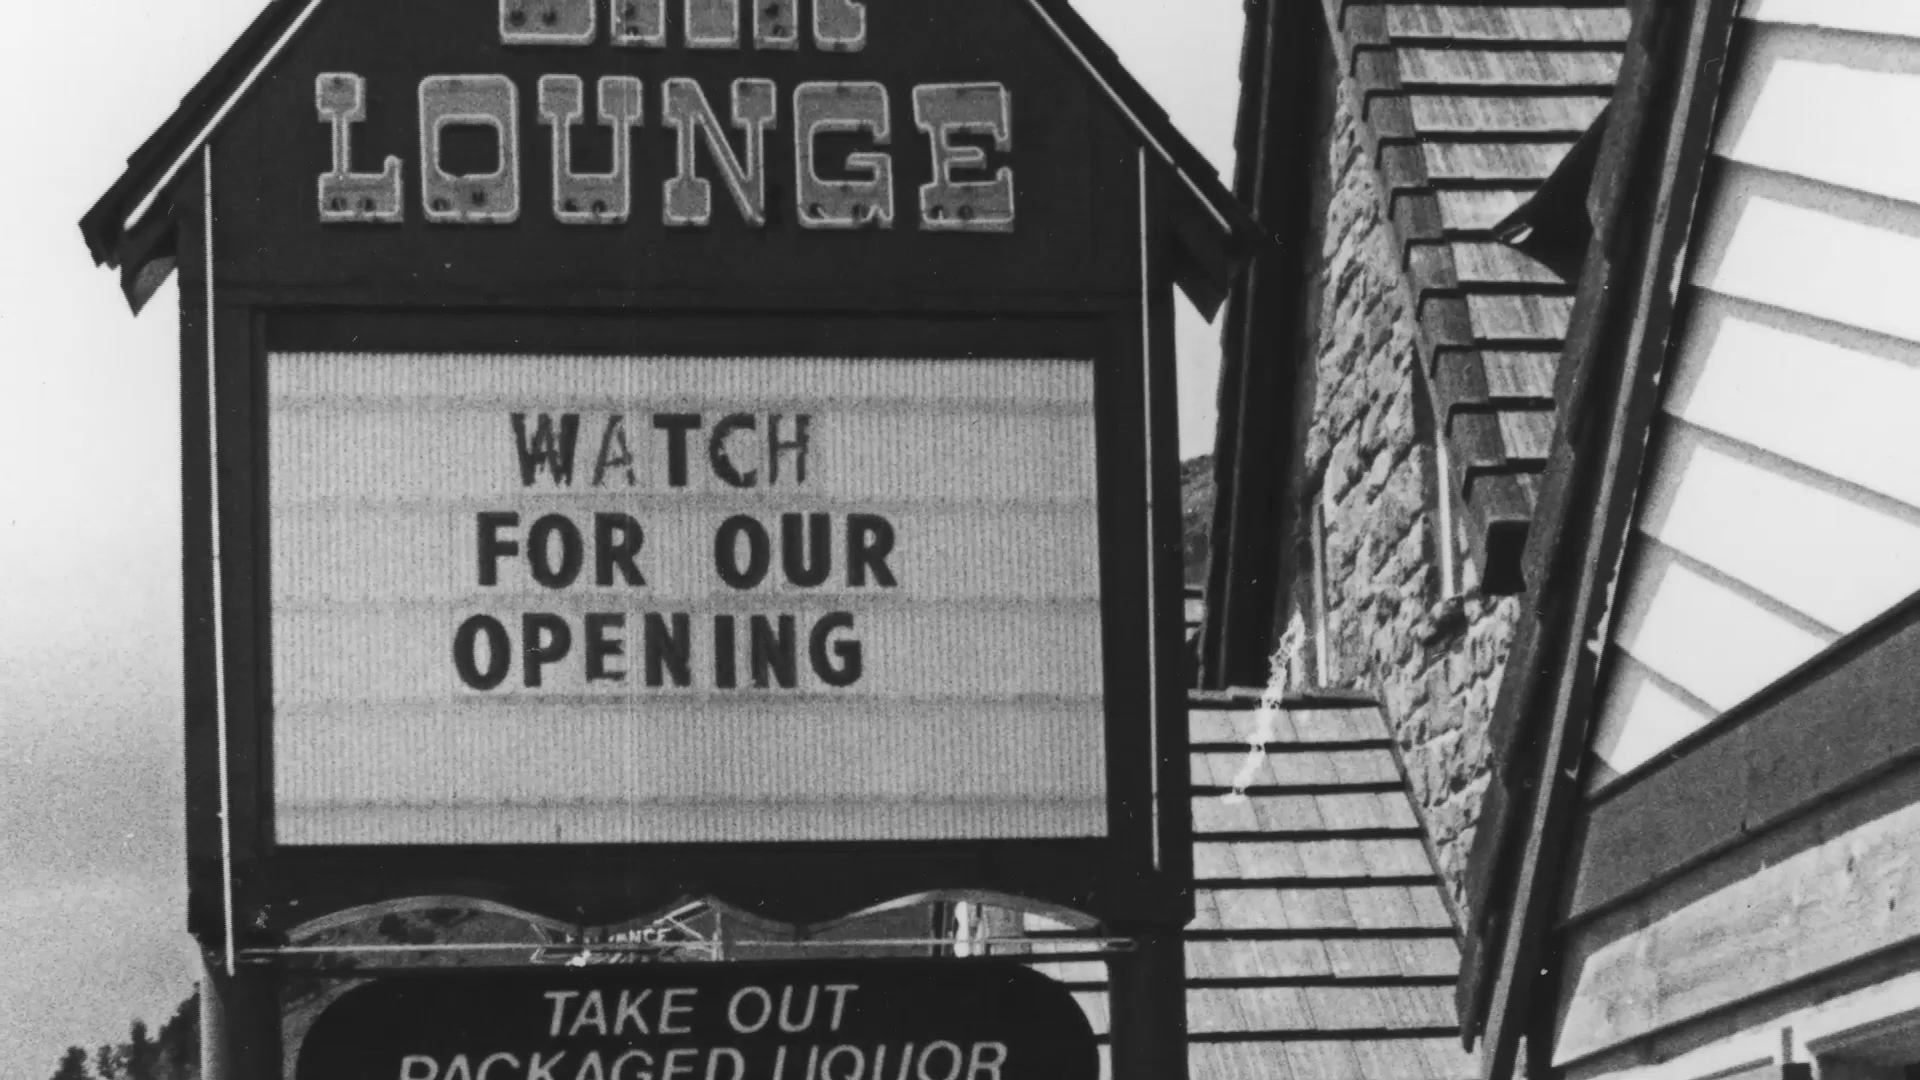 LOUNGE
WATCH
FOR OUR
OPENING
TAKE OUT
PACKAGED LIQUOR